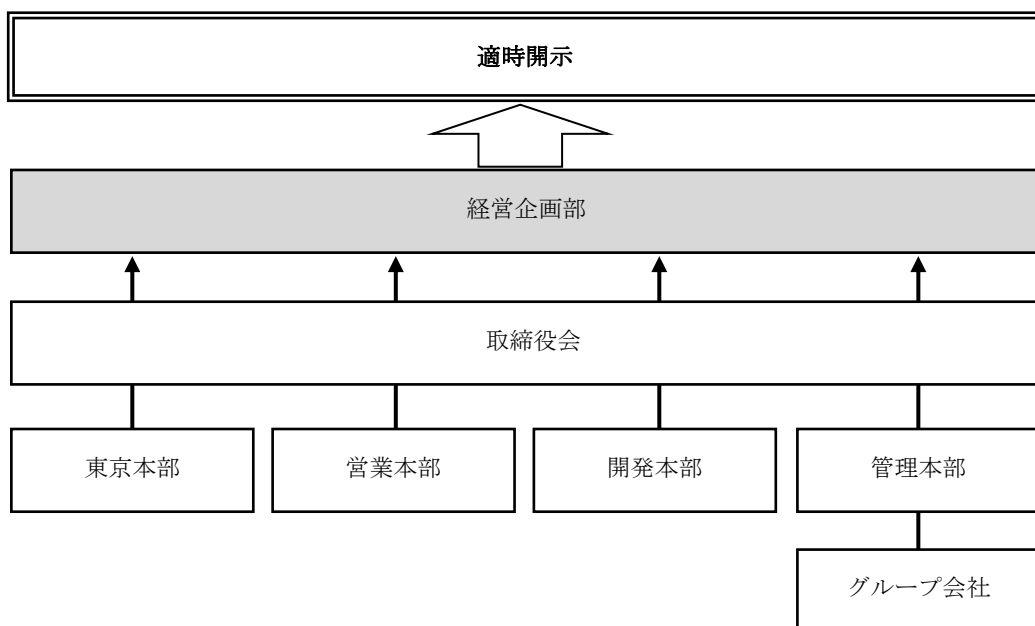 適時開示
経営企画部
取締役会
東京本部
営業本部
開発本部
管理本部
グループ会社